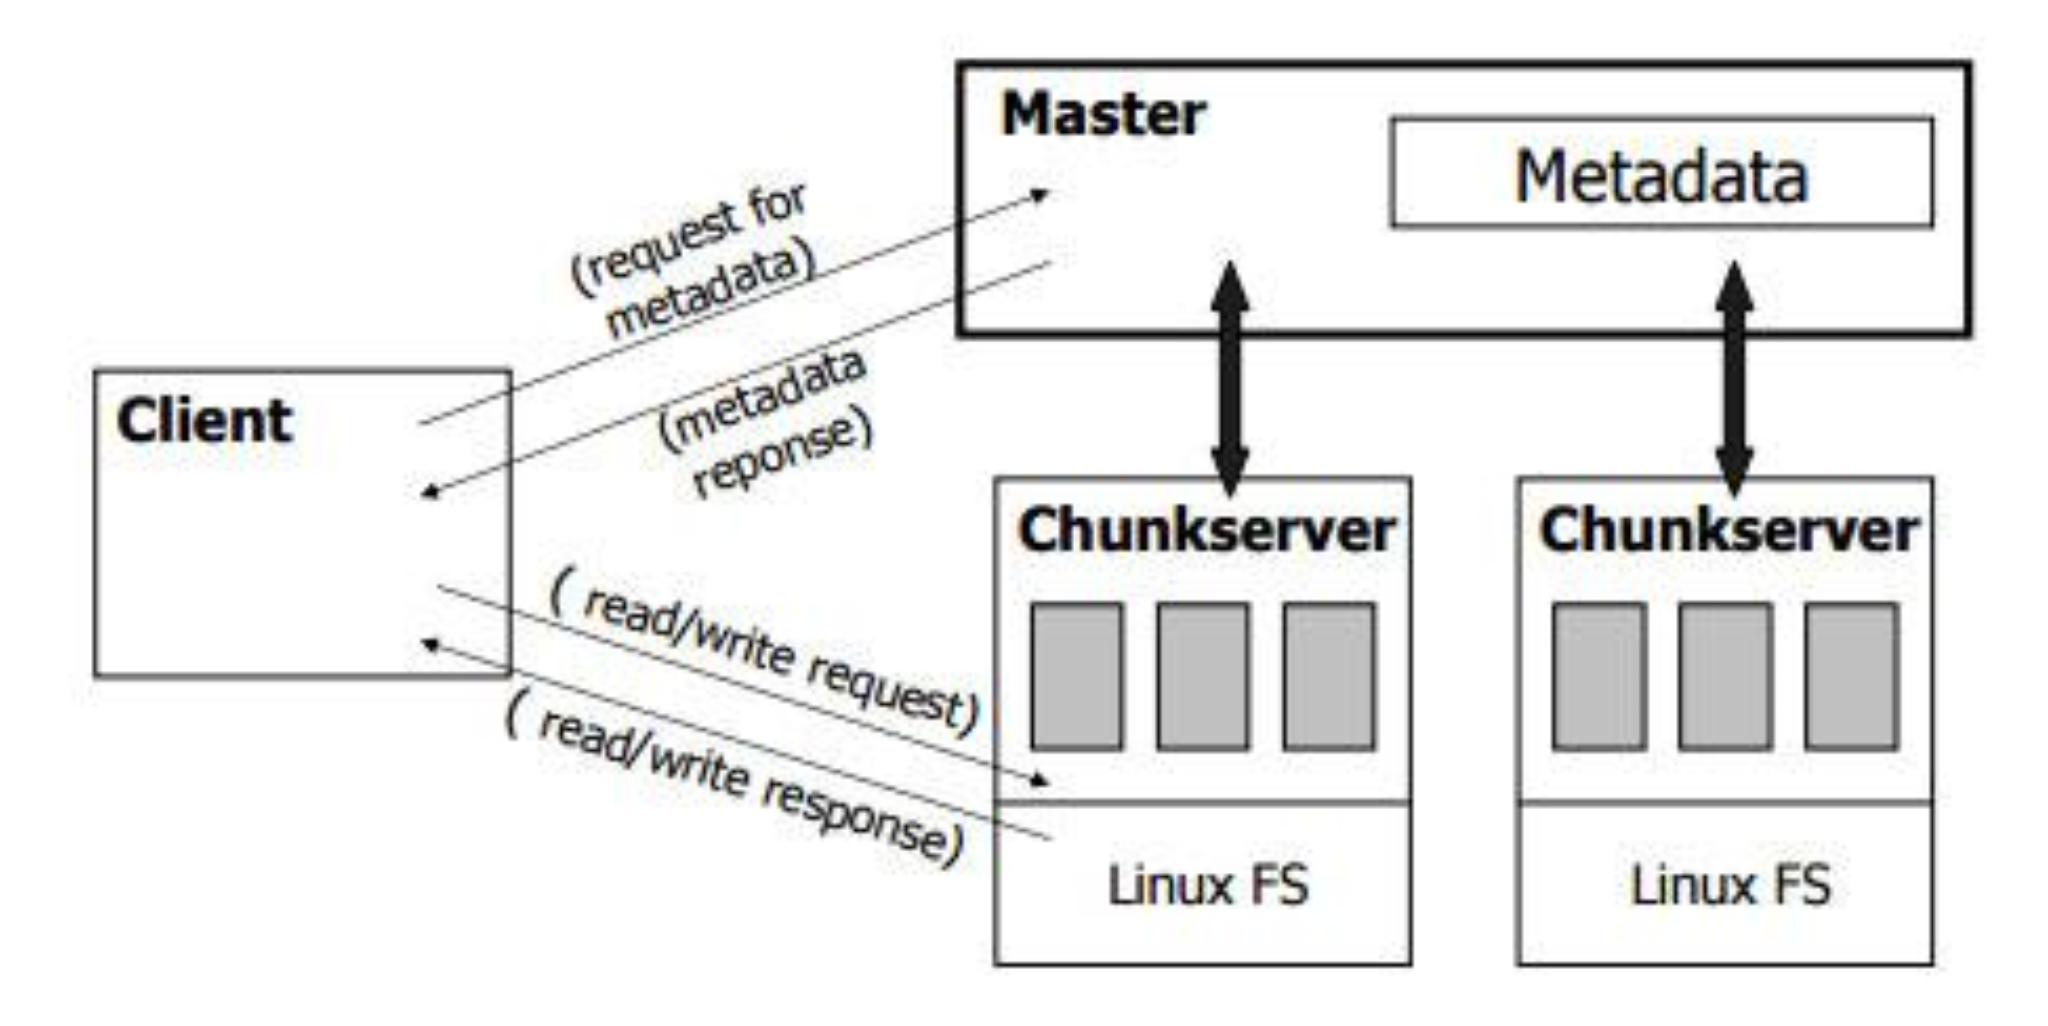 Master
Metadata
(request for
metadata)
(metadata
reponse)
Client
( read/write request)
( read/write response)
Chunkserver
Linux FS
Chunkserver
Linux FS